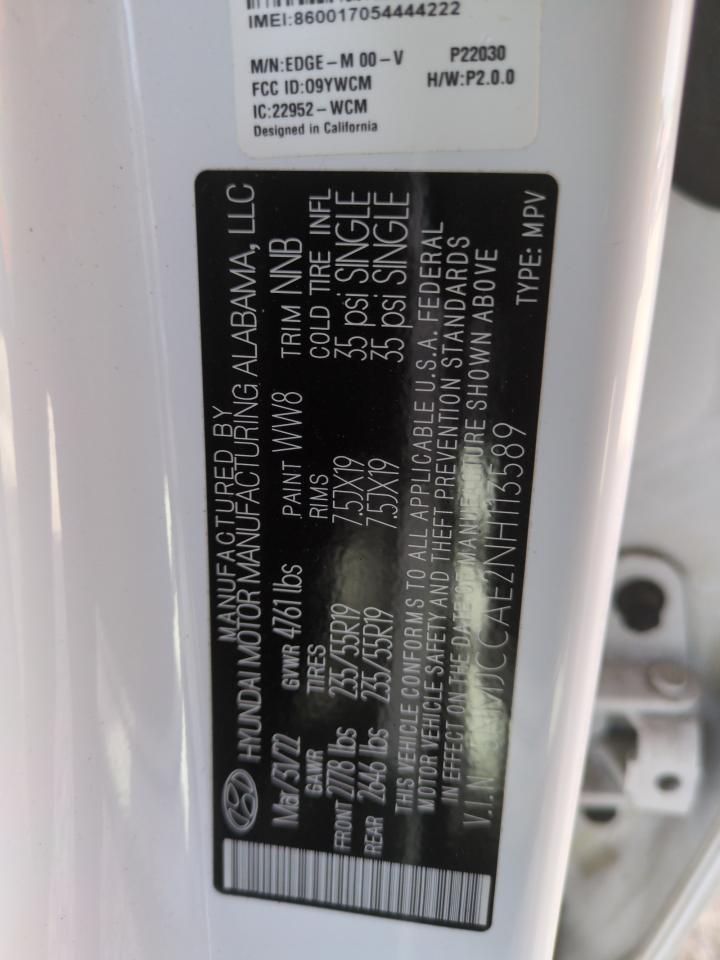 IMEI:860017054444222
M/N:EDGE-M 00-V P22030
FCC ID:O9YWCM H/W:P2.0.0
IC:22952-WCM
Designed in California
MANUFACTURED BY
HYUNDAI MOTOR MANUFACTURING ALABAMA, LLC
Mar/31/22 GVWR 4761 lbs PAINT WW8 TRIM NNB
GAWR TIRES RIMS COLD TIRE INFL
FRONT 2778 lbs 235/55R19 7.5JX19 35 psi SINGLE
REAR 2646 lbs 235/55R19 7.5JX19 35 psi SINGLE
THIS VEHICLE CONFORMS TO ALL APPLICABLE U.S.A. FEDERAL
MOTOR VEHICLE SAFETY AND THEFT PREVENTION STANDARDS
IN EFFECT ON THE DATE OF MANUFACTURE SHOWN ABOVE
V.I.N TYPE: MPV